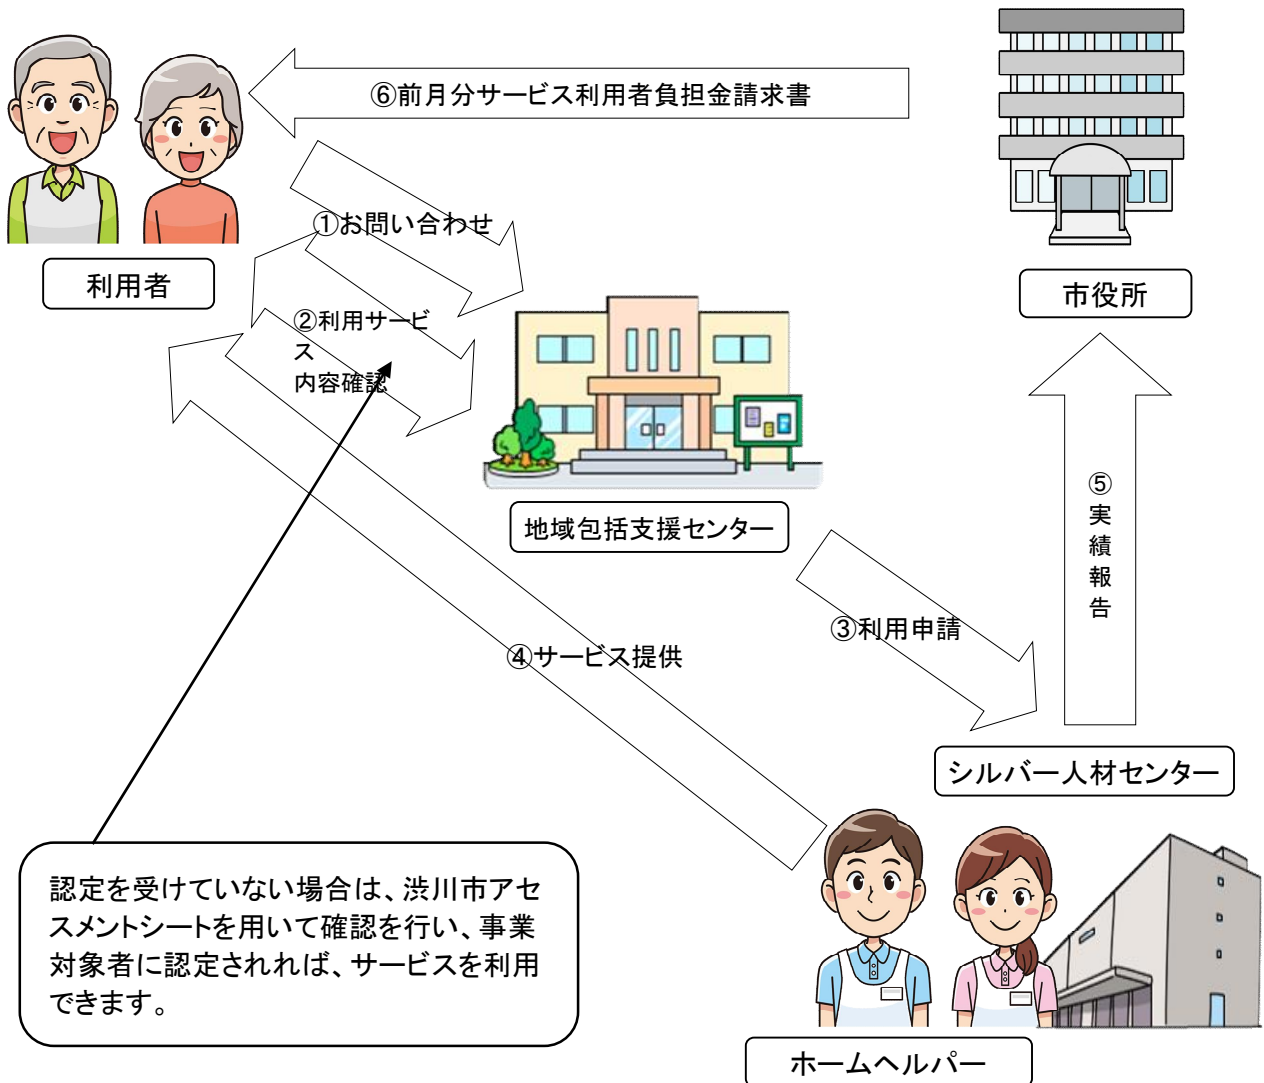 ⑥前月分サービス利用者負担金請求書
①お問い合わせ
利用者
市役所
②利用サービ
ス
内容確認
地域包括支援センター
⑤
実
績
報
告
③利用申請
④サービス提供
シルバー人材センター
認定を受けていない場合は、渋川市アセ
スメントシートを用いて確認を行い、事業
対象者に認定されれば、サービスを利用
できます。
ホームヘルパー